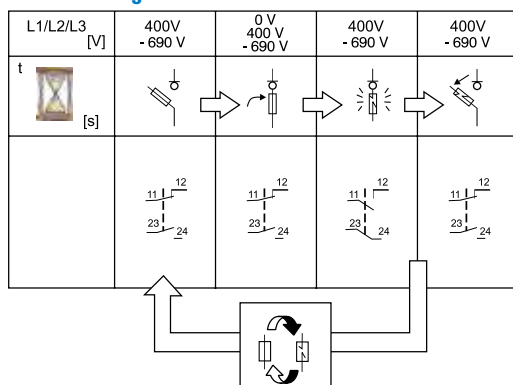 L1/L2/L3 [V]
400V - 690 V
0 V 400 V - 690 V
400V - 690 V
400V - 690 V
t [s]
11 12
23 24
11 12
23 24
11 12
23 24
11 12
23 24